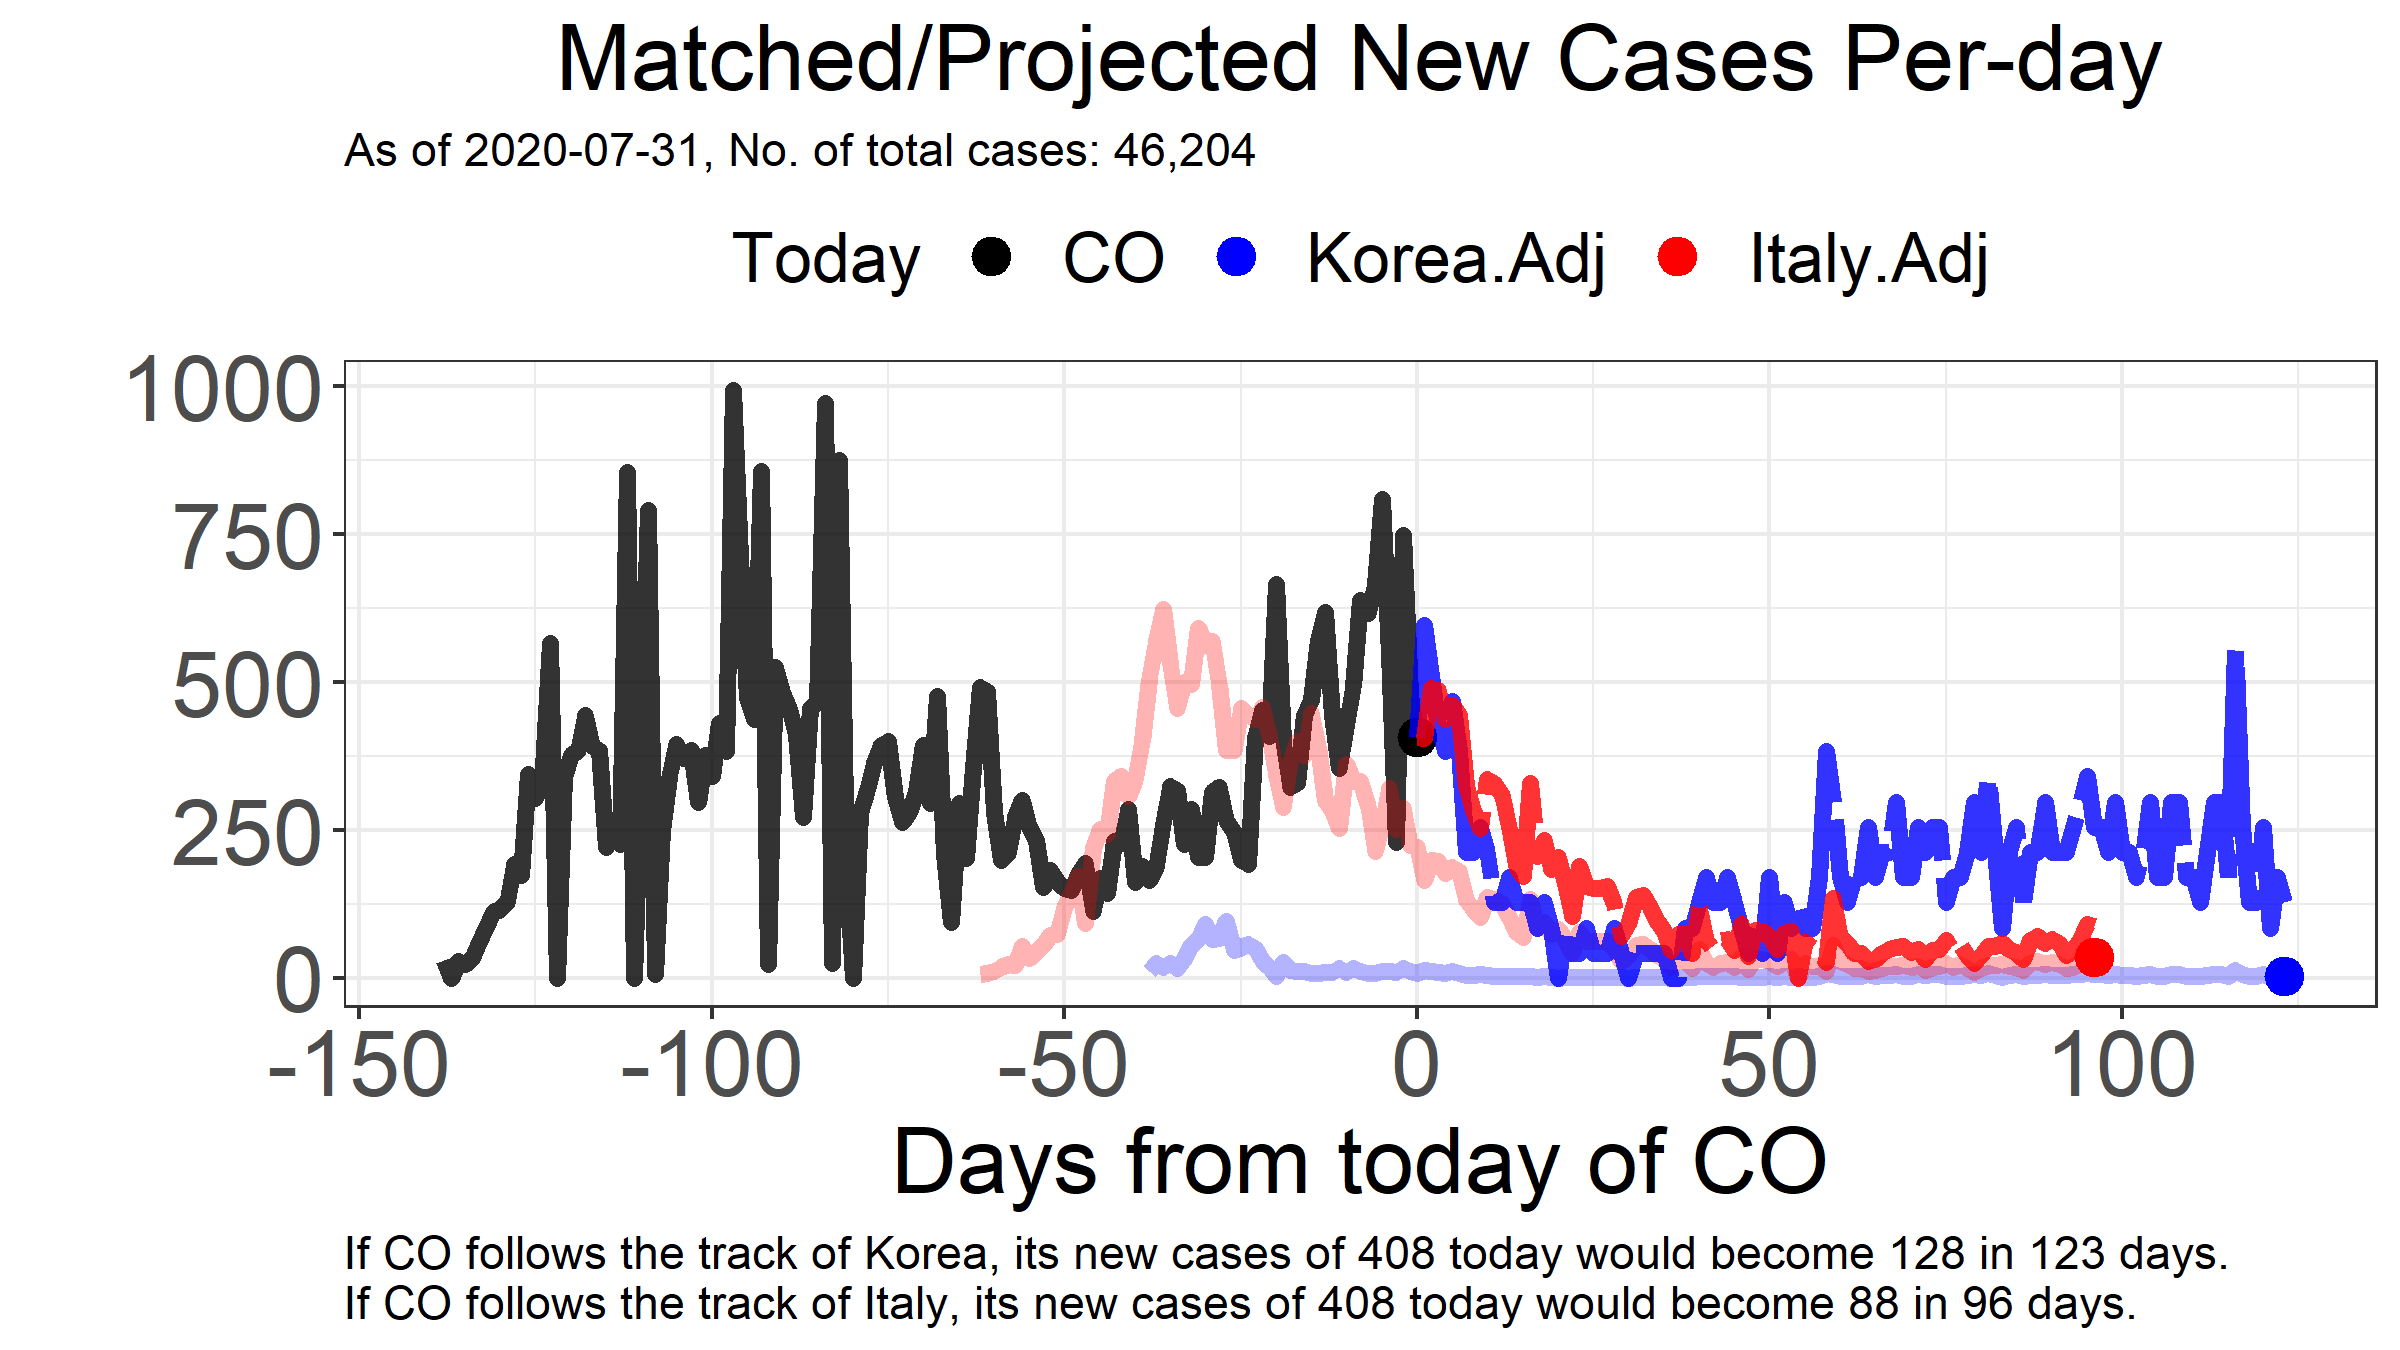 Matched/Projected New Cases Per-day
As of 2020-07-31, No. of total cases: 46,204
Today CO Korea.Adj Italy.Adj
1000
750
500
250
0
-150 -100 -50 0 50 100
Days from today of CO
If CO follows the track of Korea, its new cases of 408 today would become 128 in 123 days.
If CO follows the track of Italy, its new cases of 408 today would become 88 in 96 days.